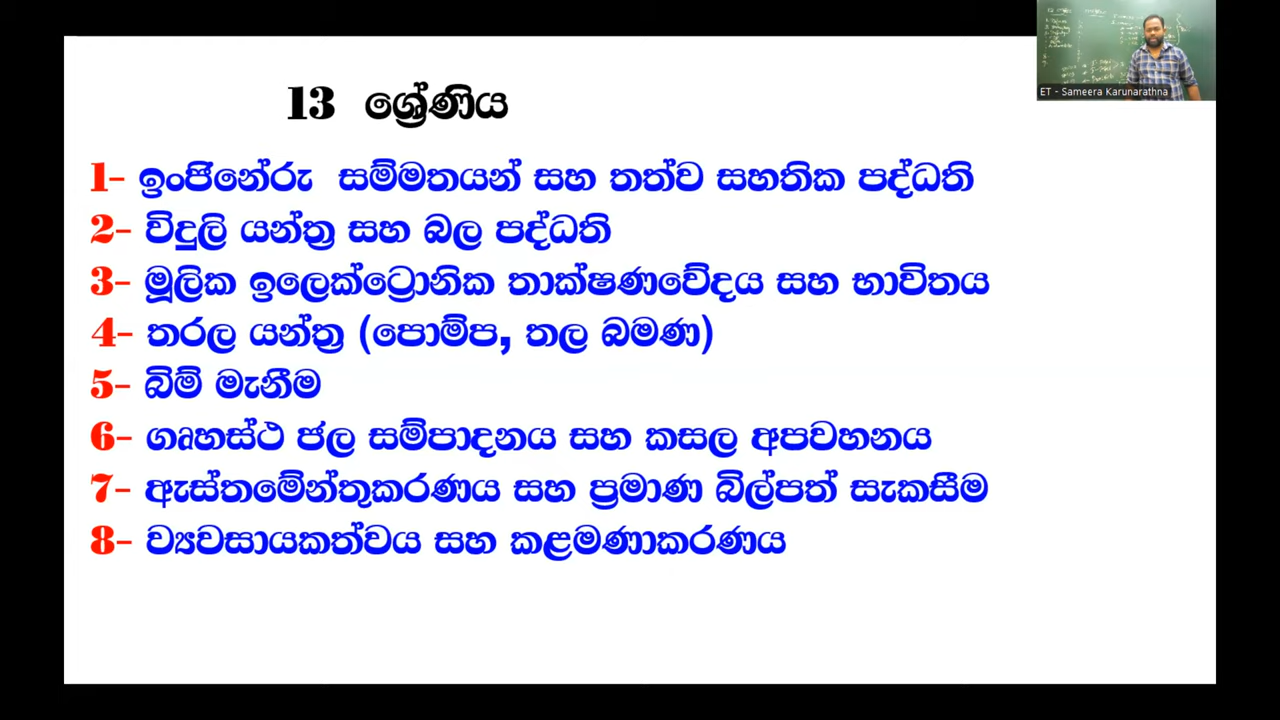 ET - Sameera Karunarathna
13 ශ්‍රේණිය
1- ඉංජිනේරු සම්මතයන් සහ තත්ව සහතික පද්ධති
2- විදුලි යන්ත්‍ර සහ බල පද්ධති
3- මූලික ඉලෙක්ට්‍රොනික තාක්ෂණවේදය සහ භාවිතය
4- තරල යන්ත්‍ර (පොම්ප, තල බමණ)
5- බිම් මැනීම
6- ගෘහස්ථ ජල සම්පාදනය සහ කසල අපවහනය
7- ඇස්තමේන්තුකරණය සහ ප්‍රමාණ බිල්පත් සැකසීම
8- ව්‍යවසායකත්වය සහ කළමණාකරණය